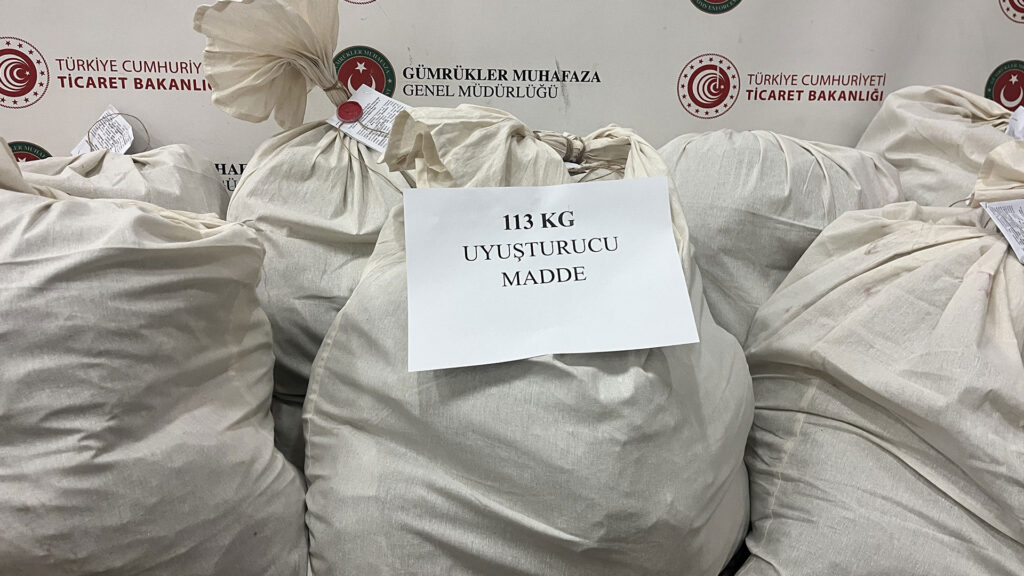 TÜRKİYE CUMHURİYETİ
TİCARET BAKANLIĞI
GÜMRÜKLER MUHAFAZA
GENEL MÜDÜRLÜĞÜ
TÜRKİYE CUMHURİYETİ
TİCARET BAKANLIĞI
113 KG
UYUŞTURUCU
MADDE